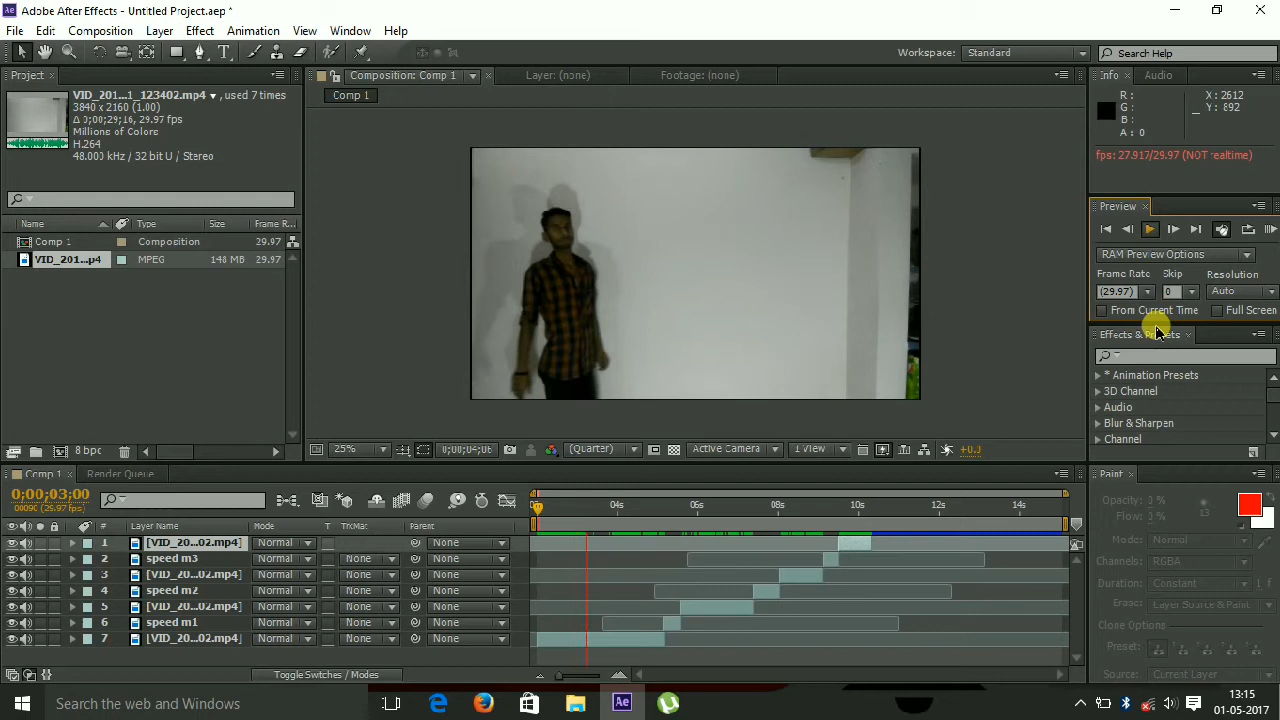 Adobe After Effects - Untitled Project.aep *
File Edit Composition Layer Effect Animation View Window Help
Workspace: Standard Search Help
Project
Composition: Comp 1 Layer: (none) Footage: (none)
Info Audio
VID_201...1_123402.mp4 , used 7 times
3840 x 2160 (1.00)
Δ 0;00;29;16, 29.97 fps
Millions of Colors
H.264
48.000 kHz / 32 bit U / Stereo
Comp 1
R : X : 2612
G : Y : 892
B :
A : 0
fps: 27.917/29.97 (NOT realtime)
Preview
RAM Preview Options
Frame Rate Skip Resolution
(29.97) 0 Auto
From Current Time Full Screen
Name Type Size Frame R...
Comp 1 Composition 29.97
VID_201...p4 MPEG 148 MB 29.97
Effects & Presets
* Animation Presets
3D Channel
Audio
Blur & Sharpen
Channel
8 bpc
25% 0;00;04;06 (Quarter) Active Camera 1 View +0.0
Comp 1 Render Queue
0;00;03;00
00090 (29.97 fps)
04s 06s 08s 10s 12s 14s
# Layer Name Mode T TrkMat Parent
1 [VID_20...02.mp4] Normal None
2 speed m3 Normal None None
3 [VID_20...02.mp4] Normal None None
4 speed m2 Normal None None
5 [VID_20...02.mp4] Normal None None
6 speed m1 Normal None None
7 [VID_20...02.mp4] Normal None None
Toggle Switches / Modes
Paint
Opacity: 0 %
Flow: 0 %
13
Mode: Normal
Channels: RGBA
Duration: Constant
Erase: Layer Source & Paint
Clone Options
Preset:
Source: Current Layer
Search the web and Windows
Ae
13:15
01-05-2017